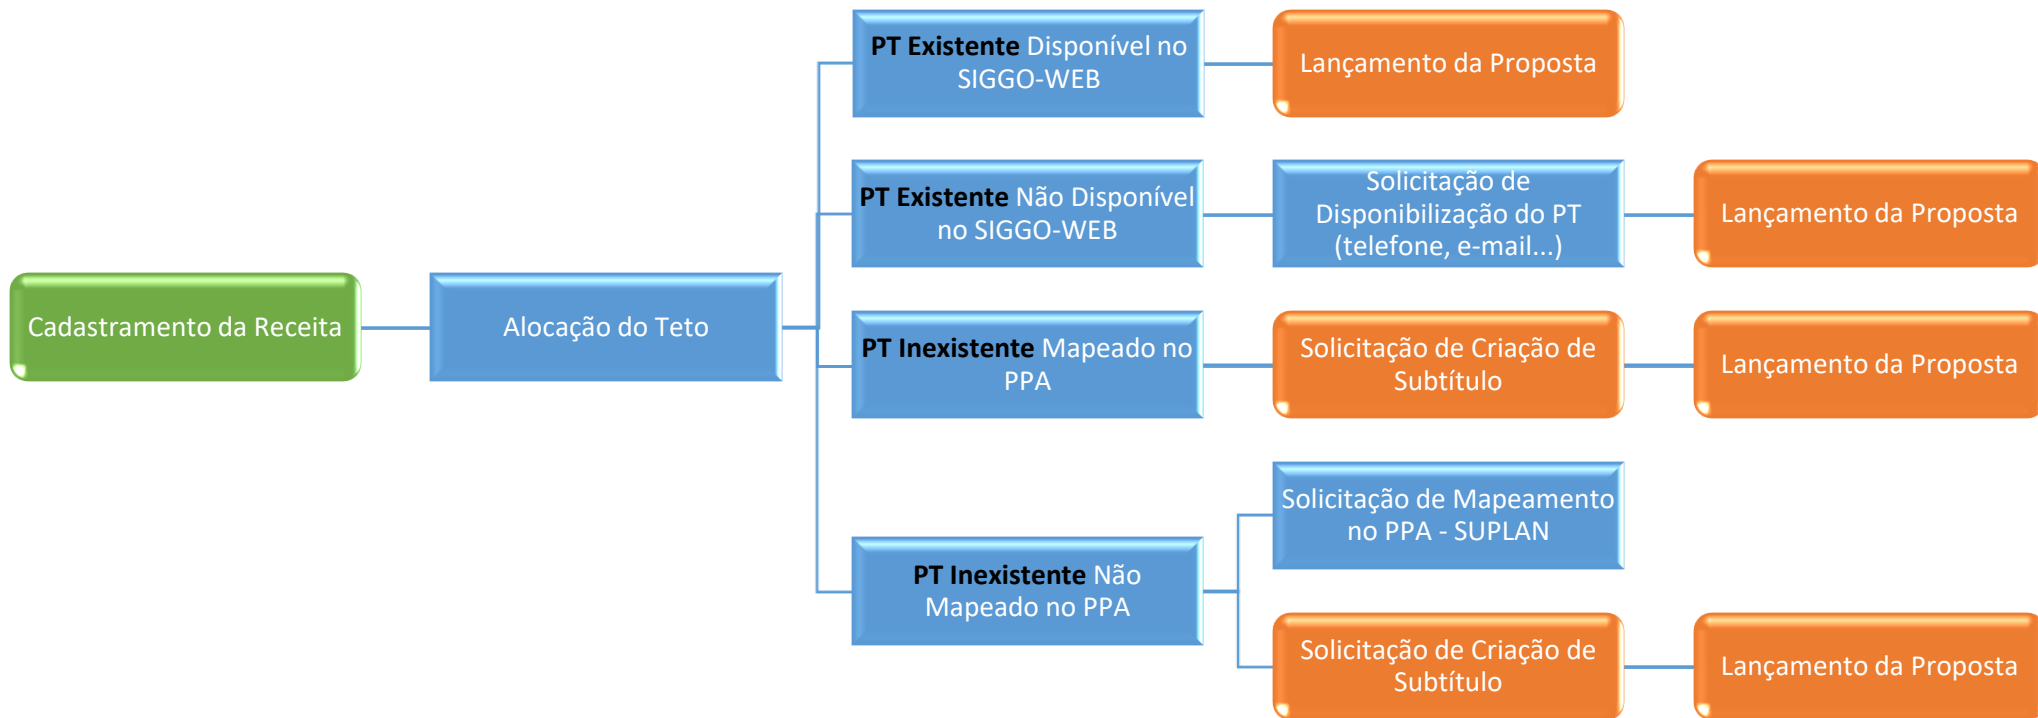 PT Existente Disponível no
SIGGO-WEB
Lançamento da Proposta
PT Existente Não Disponível
no SIGGO-WEB
Solicitação de
Disponibilização do PT
(telefone, e-mail...)
Lançamento da Proposta
Cadastramento da Receita
Alocação do Teto
PT Inexistente Mapeado no
PPA
Solicitação de Criação de
Subtítulo
Lançamento da Proposta
PT Inexistente Não
Mapeado no PPA
Solicitação de Mapeamento
no PPA - SUPLAN
Solicitação de Criação de
Subtítulo
Lançamento da Proposta